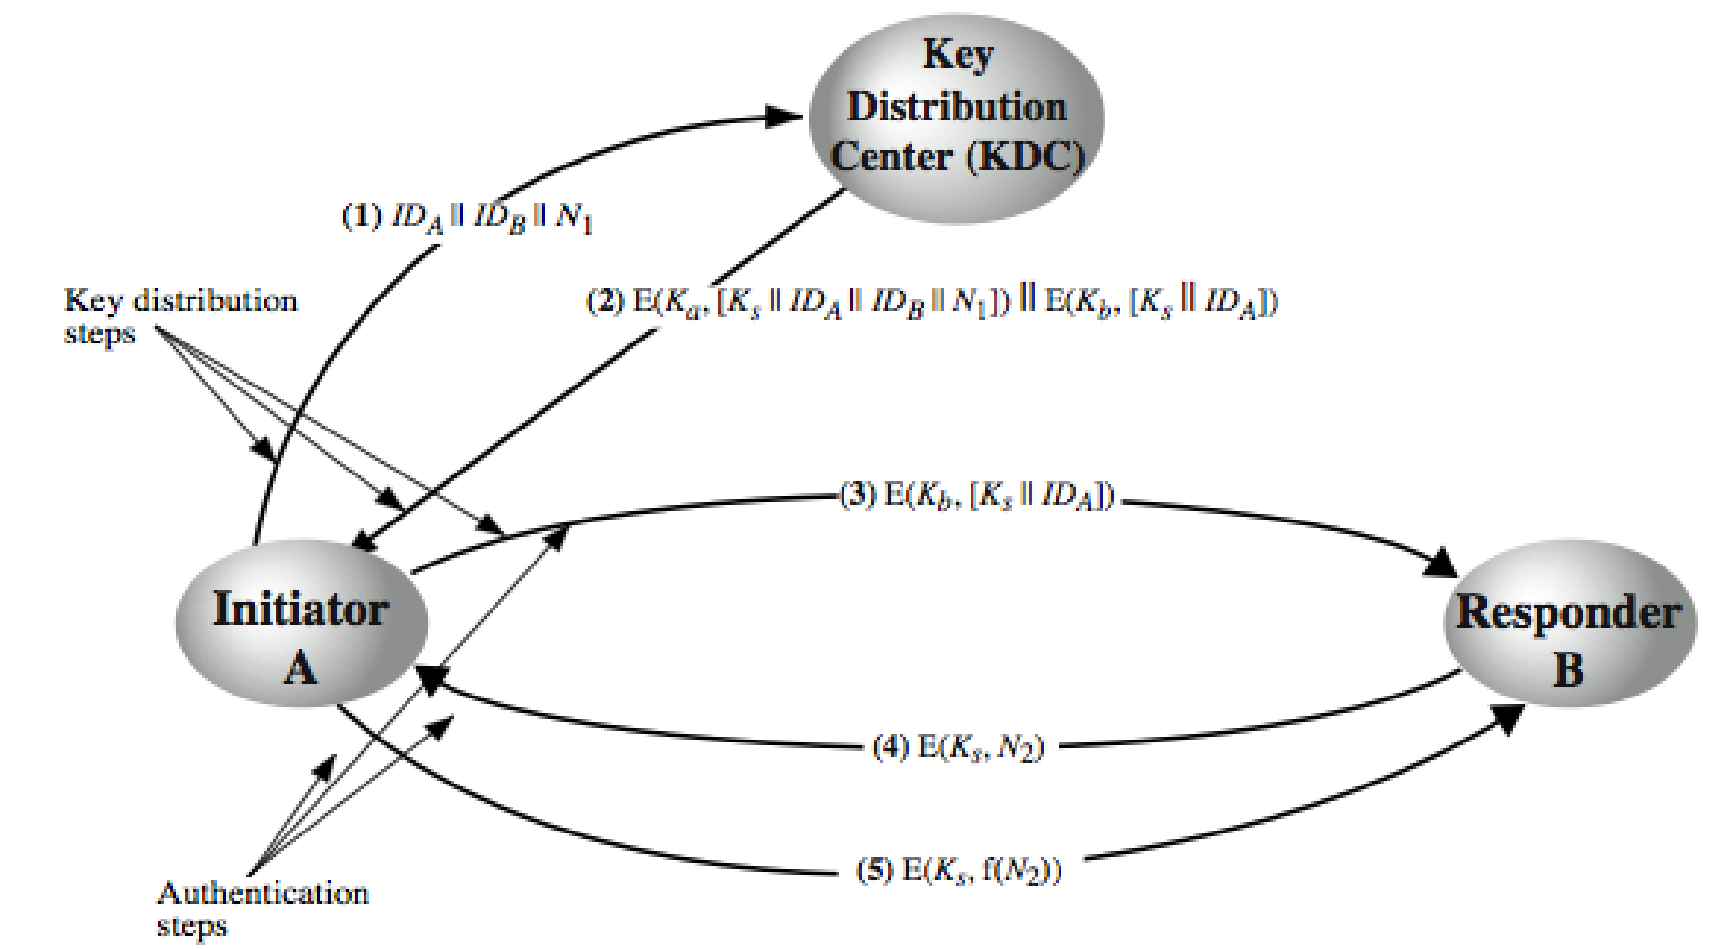 Key
Distribution
Center (KDC)
(1) ID_A || ID_B || N_1
(2) E(K_a, [K_s || ID_A || ID_B || N_1]) || E(K_b, [K_s || ID_A])
Key distribution
steps
(3) E(K_b, [K_s || ID_A])
Initiator
A
Responder
B
(4) E(K_s, N_2)
(5) E(K_s, f(N_2))
Authentication
steps